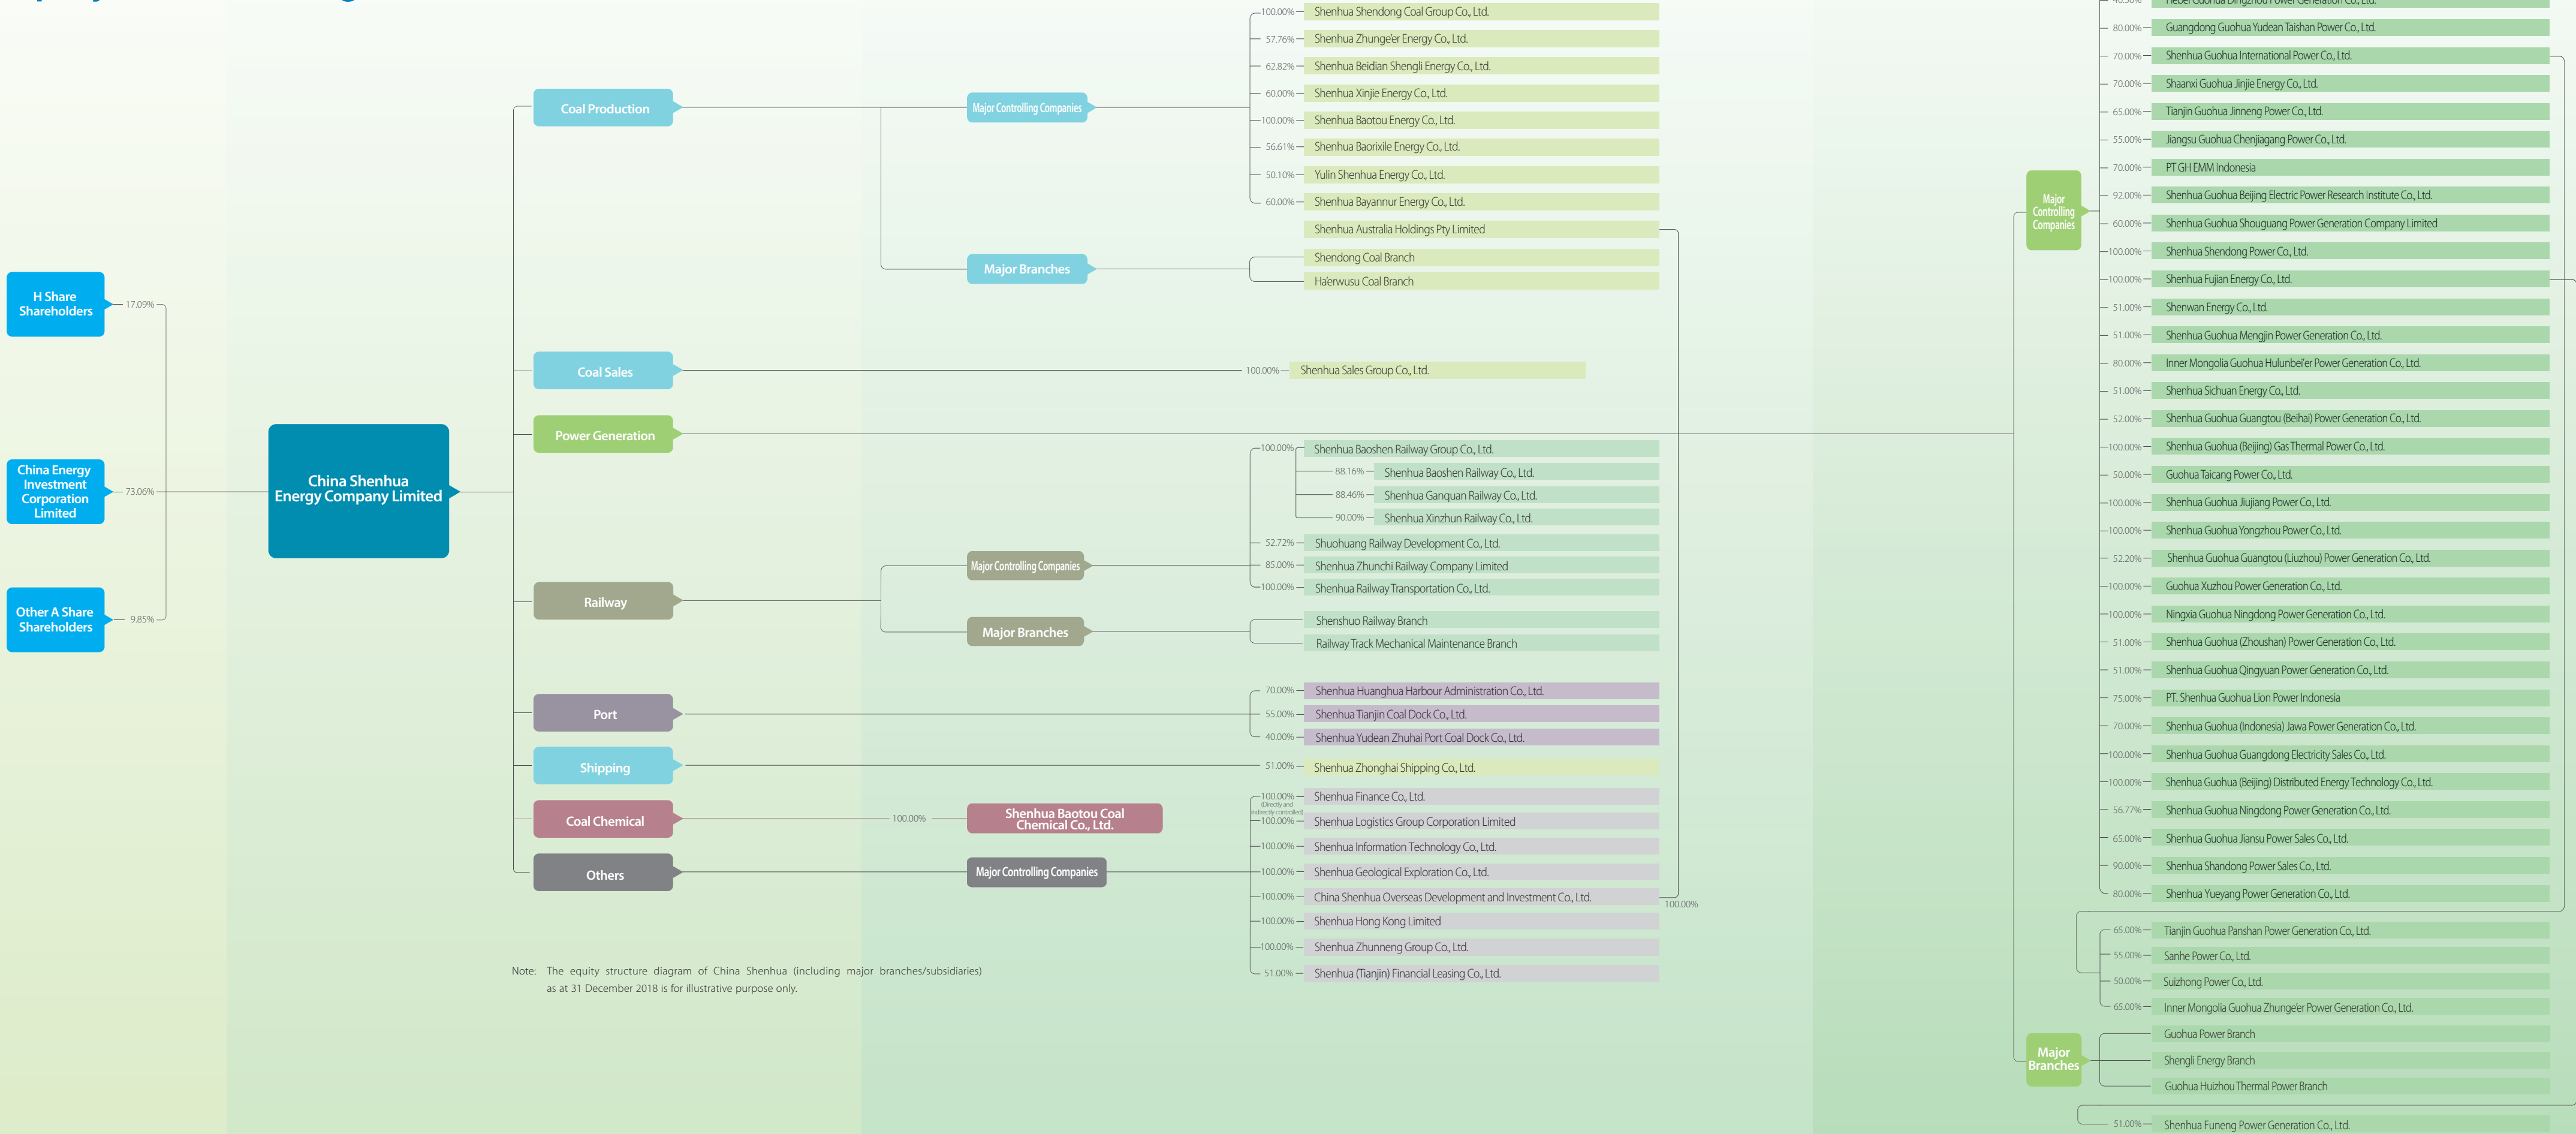 H Share
Shareholders
17.09%
China Energy
Investment
Corporation
Limited
73.06%
Other A Share
Shareholders
9.85%
China Shenhua
Energy Company Limited
Coal Production
Major Controlling Companies
100.00% Shenhua Shendong Coal Group Co., Ltd.
57.76% Shenhua Zhunge'er Energy Co., Ltd.
62.82% Shenhua Beidian Shengli Energy Co., Ltd.
60.00% Shenhua Xinjie Energy Co., Ltd.
100.00% Shenhua Baotou Energy Co., Ltd.
56.61% Shenhua Baorixile Energy Co., Ltd.
50.10% Yulin Shenhua Energy Co., Ltd.
60.00% Shenhua Bayannur Energy Co., Ltd.
Shenhua Australia Holdings Pty Limited
Major Branches
Shendong Coal Branch
Ha'erwusu Coal Branch
Coal Sales
100.00% Shenhua Sales Group Co., Ltd.
Power Generation
Railway
Major Controlling Companies
100.00% Shenhua Baoshen Railway Group Co., Ltd.
88.16% Shenhua Baoshen Railway Co., Ltd.
88.46% Shenhua Ganquan Railway Co., Ltd.
90.00% Shenhua Xinzhun Railway Co., Ltd.
52.72% Shuohuang Railway Development Co., Ltd.
85.00% Shenhua Zhunchi Railway Company Limited
100.00% Shenhua Railway Transportation Co., Ltd.
Major Branches
Shenshuo Railway Branch
Railway Track Mechanical Maintenance Branch
Port
70.00% Shenhua Huanghua Harbour Administration Co., Ltd.
55.00% Shenhua Tianjin Coal Dock Co., Ltd.
40.00% Shenhua Yudean Zhuhai Port Coal Dock Co., Ltd.
Shipping
51.00% Shenhua Zhonghai Shipping Co., Ltd.
Coal Chemical
100.00%
Shenhua Baotou Coal
Chemical Co., Ltd.
Others
Major Controlling Companies
100.00% Shenhua Finance Co., Ltd.
(Directly and
indirectly controlled)
100.00% Shenhua Logistics Group Corporation Limited
100.00% Shenhua Information Technology Co., Ltd.
100.00% Shenhua Geological Exploration Co., Ltd.
100.00% China Shenhua Overseas Development and Investment Co., Ltd.
100.00%
100.00% Shenhua Hong Kong Limited
100.00% Shenhua Zhunneng Group Co., Ltd.
51.00% Shenhua (Tianjin) Financial Leasing Co., Ltd.
Note: The equity structure diagram of China Shenhua (including major branches/subsidiaries)
as at 31 December 2018 is for illustrative purpose only.
Major
Controlling
Companies
Hebei Guohua Dingzhou Power Generation Co., Ltd.
80.00% Guangdong Guohua Yudean Taishan Power Co., Ltd.
70.00% Shenhua Guohua International Power Co., Ltd.
70.00% Shaanxi Guohua Jinjie Energy Co., Ltd.
65.00% Tianjin Guohua Jinneng Power Co., Ltd.
55.00% Jiangsu Guohua Chenjiagang Power Co., Ltd.
70.00% PT GH EMM Indonesia
92.00% Shenhua Guohua Beijing Electric Power Research Institute Co., Ltd.
60.00% Shenhua Guohua Shouguang Power Generation Company Limited
100.00% Shenhua Shendong Power Co., Ltd.
100.00% Shenhua Fujian Energy Co., Ltd.
51.00% Shenwan Energy Co., Ltd.
51.00% Shenhua Guohua Mengjin Power Generation Co., Ltd.
80.00% Inner Mongolia Guohua Hulunbei'er Power Generation Co., Ltd.
51.00% Shenhua Sichuan Energy Co., Ltd.
52.00% Shenhua Guohua Guangtou (Beihai) Power Generation Co., Ltd.
100.00% Shenhua Guohua (Beijing) Gas Thermal Power Co., Ltd.
50.00% Guohua Taicang Power Co., Ltd.
100.00% Shenhua Guohua Jiujiang Power Co., Ltd.
100.00% Shenhua Guohua Yongzhou Power Co., Ltd.
52.20% Shenhua Guohua Guangtou (Liuzhou) Power Generation Co., Ltd.
100.00% Guohua Xuzhou Power Generation Co., Ltd.
100.00% Ningxia Guohua Ningdong Power Generation Co., Ltd.
51.00% Shenhua Guohua (Zhoushan) Power Generation Co., Ltd.
51.00% Shenhua Guohua Qingyuan Power Generation Co., Ltd.
75.00% PT. Shenhua Guohua Lion Power Indonesia
70.00% Shenhua Guohua (Indonesia) Jawa Power Generation Co., Ltd.
100.00% Shenhua Guohua Guangdong Electricity Sales Co., Ltd.
100.00% Shenhua Guohua (Beijing) Distributed Energy Technology Co., Ltd.
56.77% Shenhua Guohua Ningdong Power Generation Co., Ltd.
65.00% Shenhua Guohua Jiansu Power Sales Co., Ltd.
90.00% Shenhua Shandong Power Sales Co., Ltd.
80.00% Shenhua Yueyang Power Generation Co., Ltd.
65.00% Tianjin Guohua Panshan Power Generation Co., Ltd.
55.00% Sanhe Power Co., Ltd.
50.00% Suizhong Power Co., Ltd.
65.00% Inner Mongolia Guohua Zhunge'er Power Generation Co., Ltd.
Major
Branches
Guohua Power Branch
Shengli Energy Branch
Guohua Huizhou Thermal Power Branch
51.00% Shenhua Funeng Power Generation Co., Ltd.